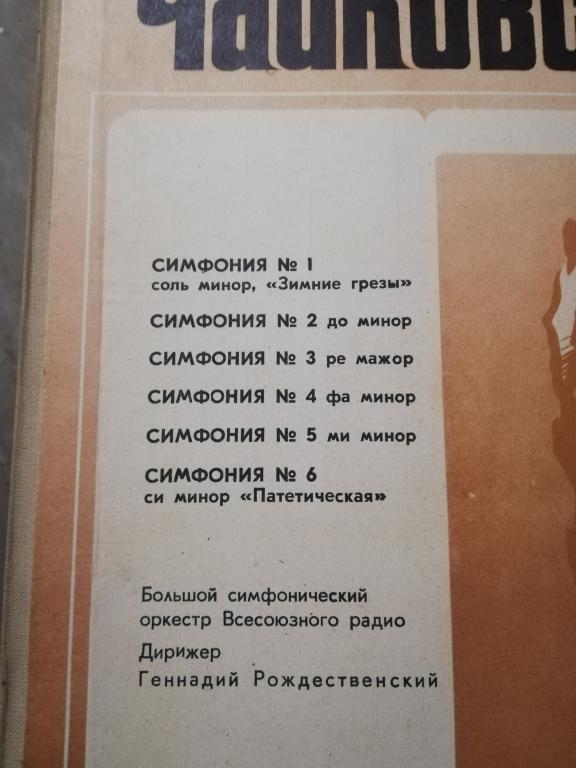 Чайковс
СИМФОНИЯ № 1
соль минор, «Зимние грезы»
СИМФОНИЯ № 2 до минор
СИМФОНИЯ № 3 ре мажор
СИМФОНИЯ № 4 фа минор
СИМФОНИЯ № 5 ми минор
СИМФОНИЯ № 6
си минор «Патетическая»
Большой симфонический
оркестр Всесоюзного радио
Дирижер
Геннадий Рождественский